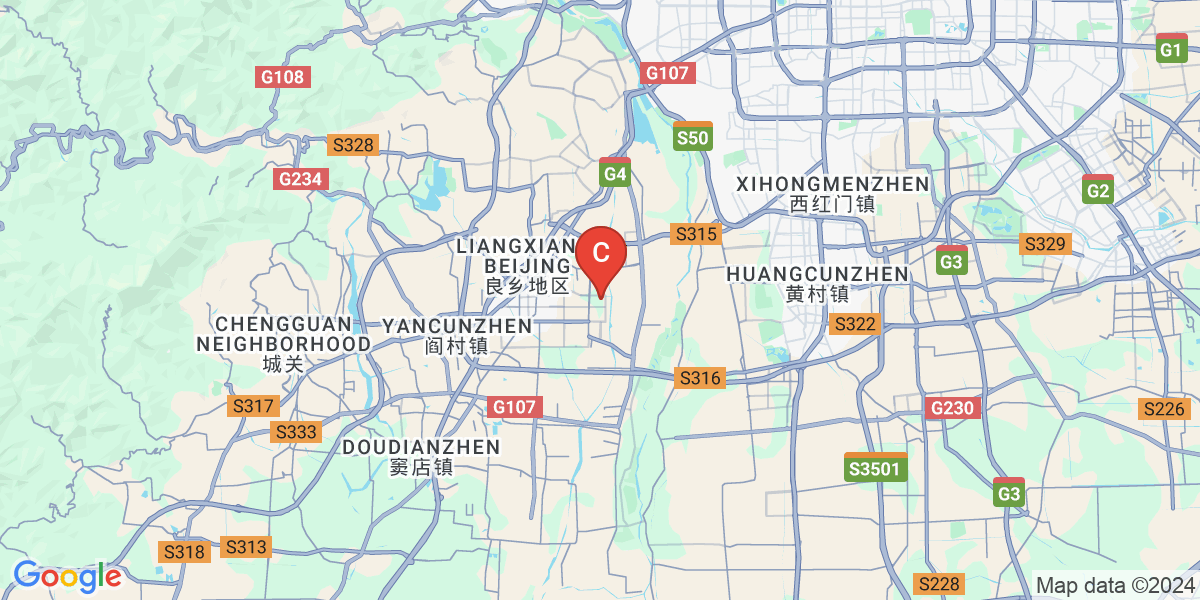 G107
G1
G108
S50
S328
G4
G234
G2
XIHONGMENZHEN
西红门镇
S315
S329
LIANGXIAN
BEIJING
良乡地区
C
G3
HUANGCUNZHEN
黄村镇
CHENGGUAN
NEIGHBORHOOD
城关
YANCUNZHEN
阎村镇
S322
S316
S317
G107
G230
S226
S333
DOUDIANZHEN
窦店镇
S3501
G3
S318
S313
Google
S228
Map data ©2024